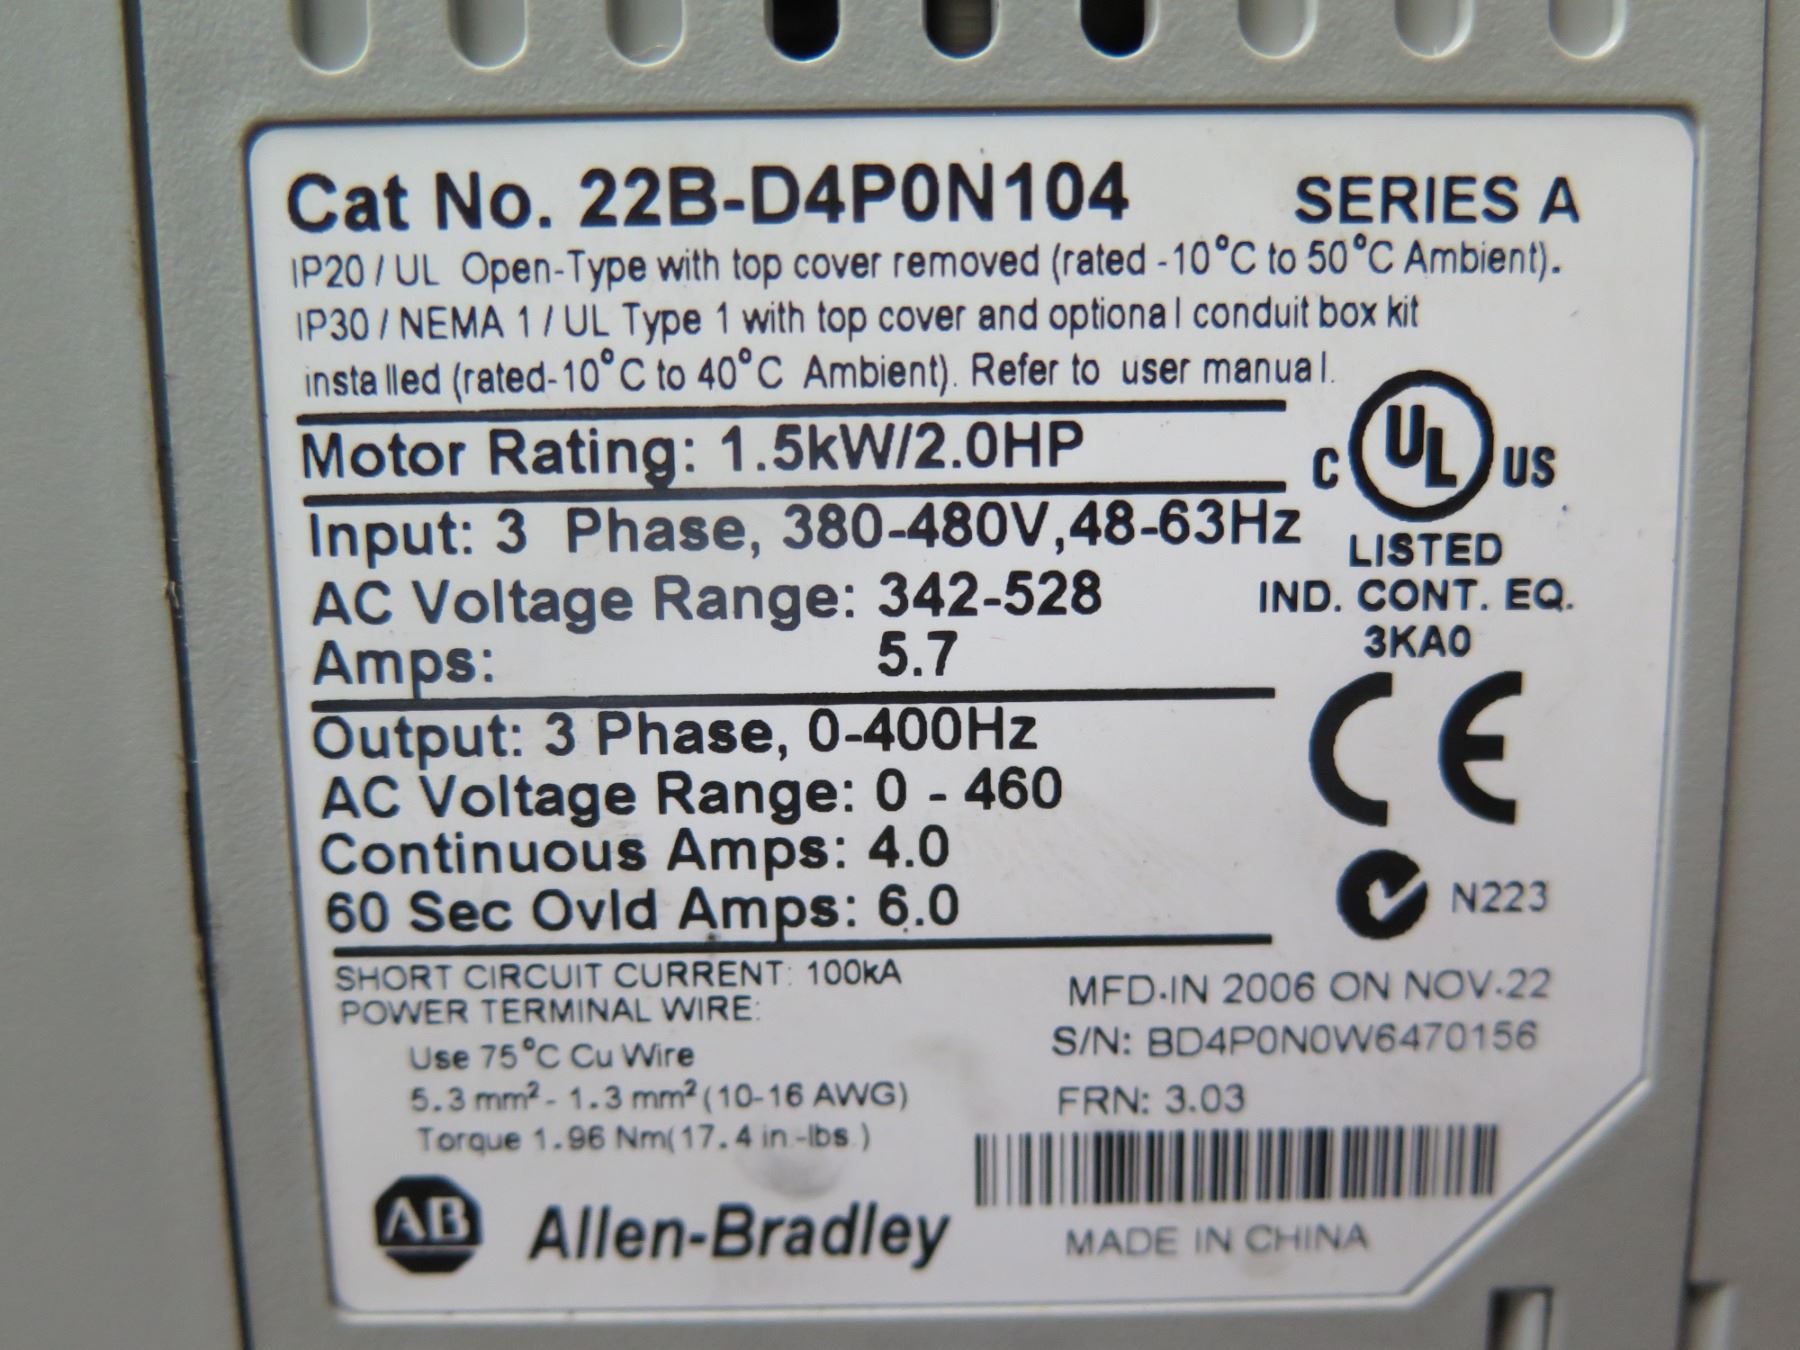 Cat No. 22B-D4P0N104 SERIES A
IP20 / UL Open-Type with top cover removed (rated -10°C to 50°C Ambient).
IP30 / NEMA 1 / UL Type 1 with top cover and optional conduit box kit
installed (rated-10°C to 40°C Ambient). Refer to user manual.
Motor Rating: 1.5kW/2.0HP
C UL US
Input: 3 Phase, 380-480V,48-63Hz
LISTED
AC Voltage Range: 342-528
IND. CONT. EQ.
Amps: 5.7
3KA0
CE
Output: 3 Phase, 0-400Hz
AC Voltage Range: 0 - 460
Continuous Amps: 4.0
60 Sec Ovld Amps: 6.0
N223
SHORT CIRCUIT CURRENT: 100kA
POWER TERMINAL WIRE:
Use 75°C Cu Wire
5.3 mm² - 1.3 mm² (10-16 AWG)
Torque 1.96 Nm(17.4 in.-lbs.)
MFD.IN 2006 ON NOV.22
S/N: BD4P0N0W6470156
FRN: 3.03
AB Allen-Bradley
MADE IN CHINA